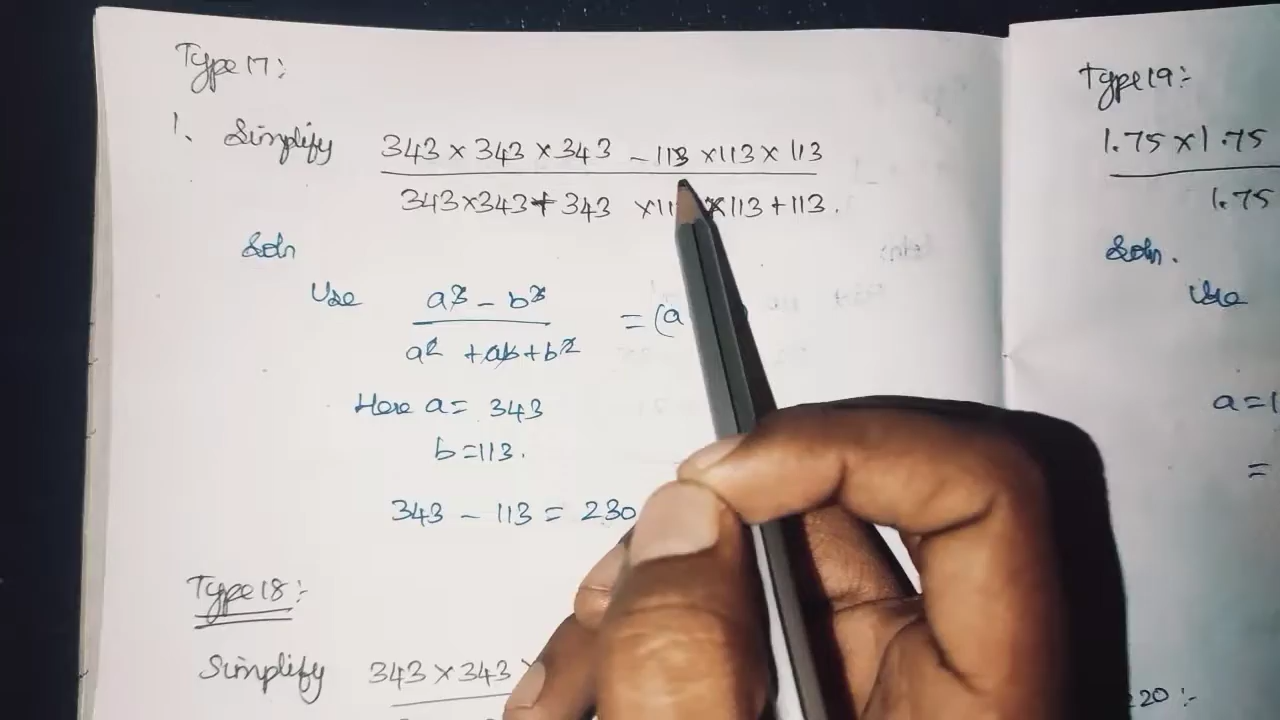 Type 17:
1. Simplify 343 × 343 × 343 - 113 × 113 × 113
343×343+343 ×11 ×113 +113.
Soln
Use a³ - b³ = (a
a² + ab + b²
Here a = 343
b = 113.
343 - 113 = 230
Type 18:-
Simplify 343 × 343 ×
Type 19:-
1.75 × 1.75
1.75
Soln.
Use
a = 1
=
20:-